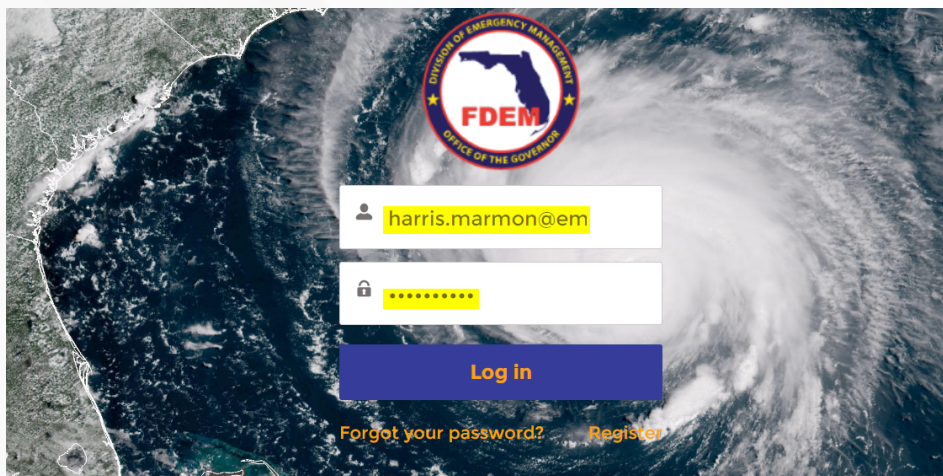 DIVISION OF EMERGENCY MANAGEMENT
FDEM
OFFICE OF THE GOVERNOR
harris.marmon@em
••••••••••
Log in
Forgot your password? Register